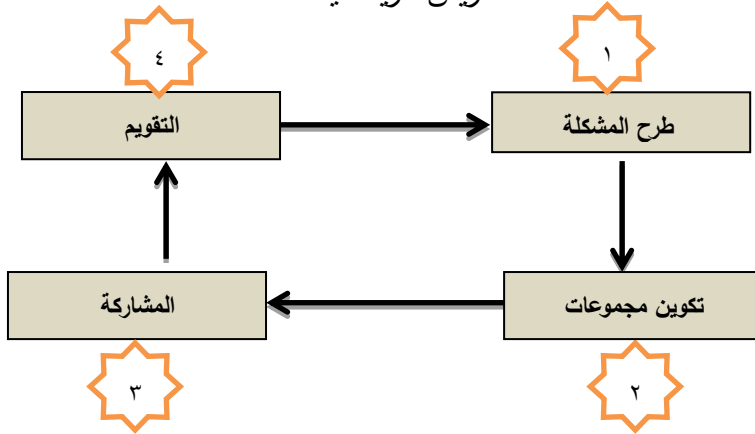 ١
طرح المشكلة
٢
تكوين مجموعات
٣
المشاركة
٤
التقويم